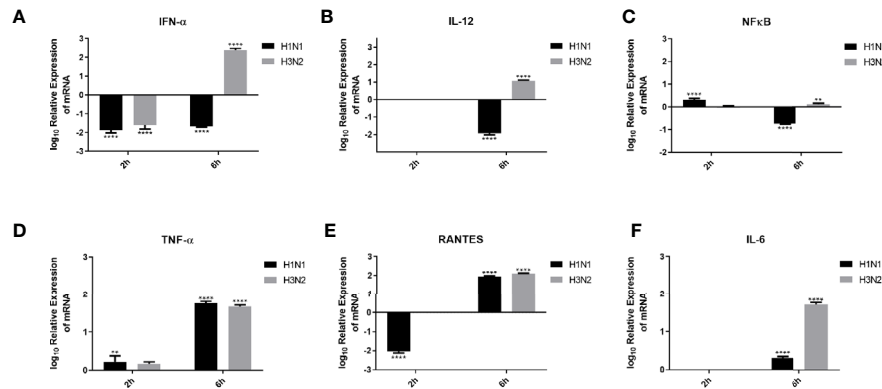 A
IFN-α
log10 Relative Expression
of mRNA
3
2
1
0
-1
-2
-3
****
****
****
****
2h
6h
H1N1
H3N2
B
IL-12
log10 Relative Expression
of mRNA
2
1
0
-1
-2
****
****
6h
2h
H1N1
H3N2
C
NFκB
log10 Relative Expression
of mRNA
2
1
0
-1
-2
****
****
**
2h
6h
H1N
H3N
D
TNF-α
log10 Relative Expression
of mRNA
3
2
1
0
**
****
****
2h
6h
H1N1
H3N2
E
RANTES
log10 Relative Expression
of mRNA
3
2
1
0
-1
-2
****
****
****
2h
6h
H1N1
H3N2
F
IL-6
log10 Relative Expression
of mRNA
3
2
1
0
****
****
2h
6h
H1N1
H3N2